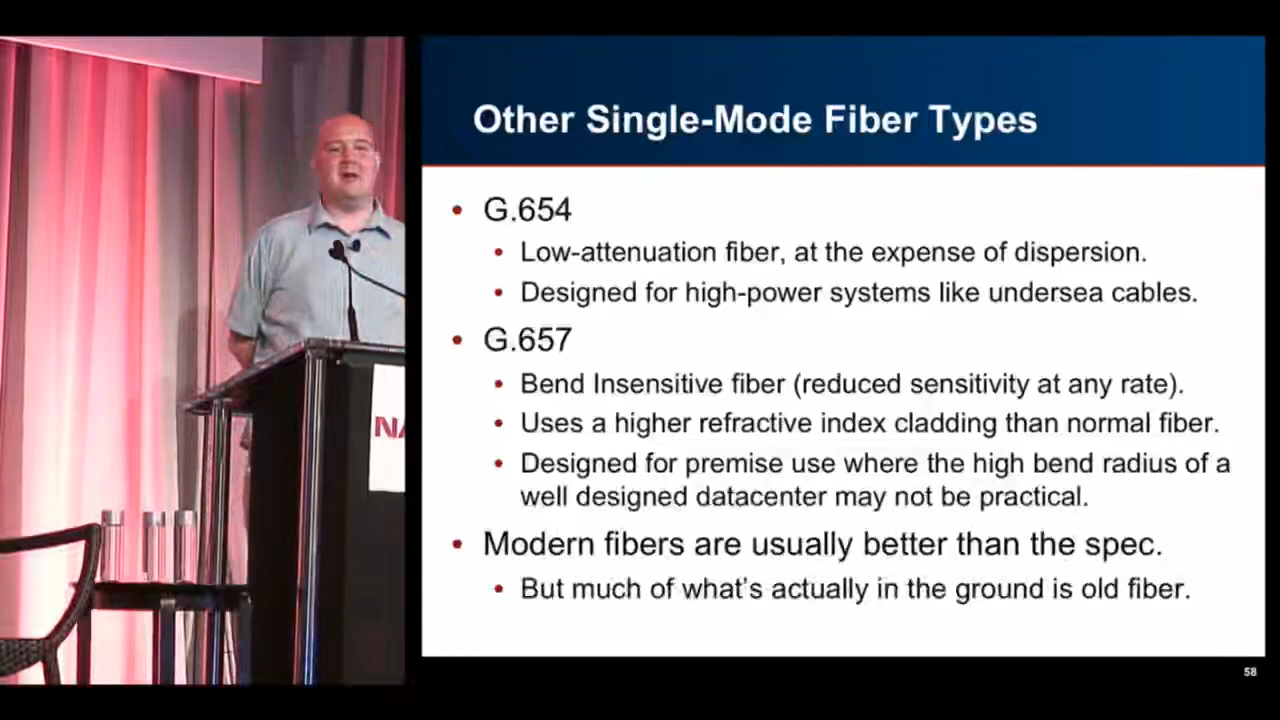 Other Single-Mode Fiber Types
• G.654
• Low-attenuation fiber, at the expense of dispersion.
• Designed for high-power systems like undersea cables.
• G.657
• Bend Insensitive fiber (reduced sensitivity at any rate).
• Uses a higher refractive index cladding than normal fiber.
• Designed for premise use where the high bend radius of a
well designed datacenter may not be practical.
• Modern fibers are usually better than the spec.
• But much of what's actually in the ground is old fiber.
58